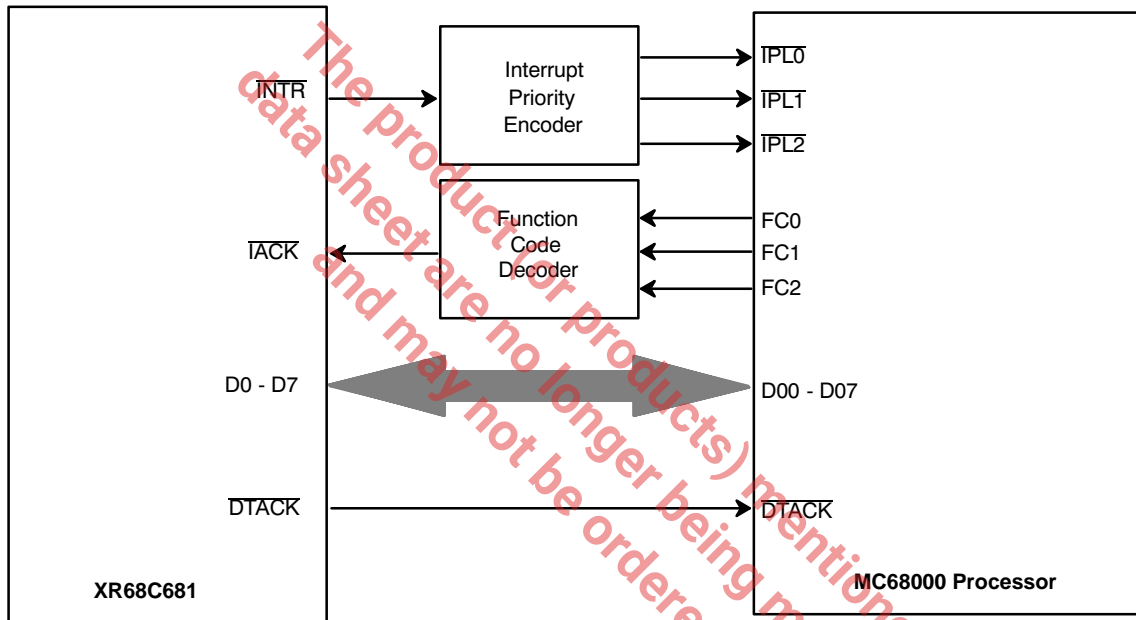 INTR
Interrupt
Priority
Encoder
IPL0
IPL1
IPL2
IACK
Function
Code
Decoder
FC0
FC1
FC2
D0 - D7
D00 - D07
DTACK
DTACK
XR68C681
MC68000 Processor
The product (or products) mention
data sheet are no longer being m
and may not be ordere